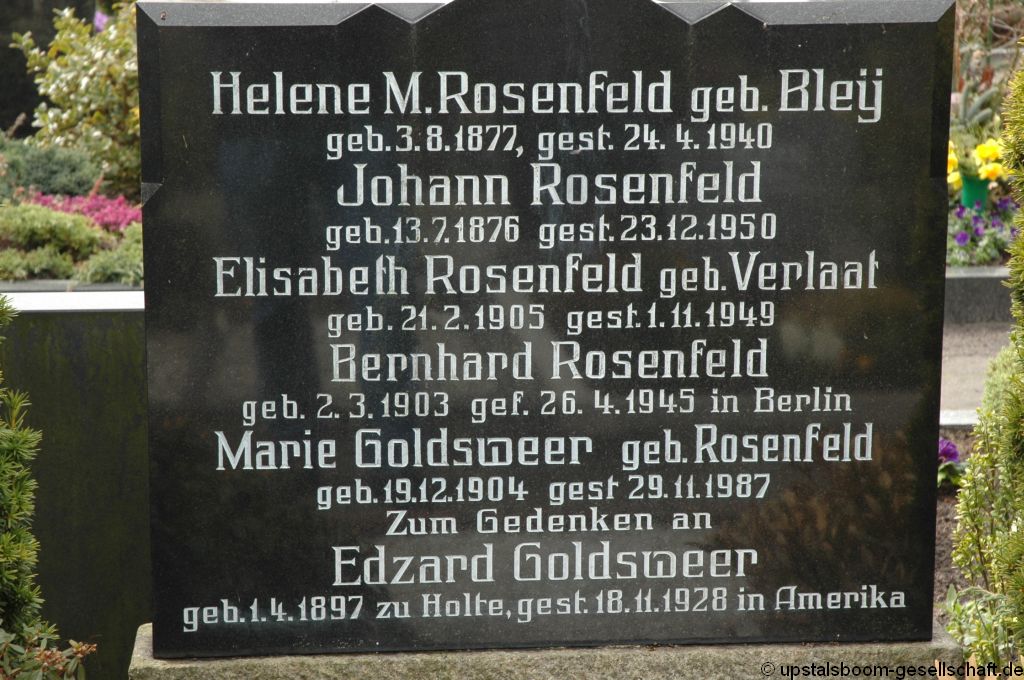 Helene M. Rosenfeld geb. Bleij
geb. 3.8.1877, gest. 24.4.1940
Johann Rosenfeld
geb. 13.7.1876 gest. 23.12.1950
Elisabeth Rosenfeld geb. Verlaat
geb. 21.2.1905 gest. 1.11.1949
Bernhard Rosenfeld
geb. 2.3.1903 gef. 26.4.1945 in Berlin
Marie Goldsweer geb. Rosenfeld
geb. 19.12.1904 gest 29.11.1987
Zum Gedenken an
Edzard Goldsweer
geb. 1.4.1897 zu Holte, gest. 18.11.1928 in Amerika
© upstalsboom-gesellschaft.de